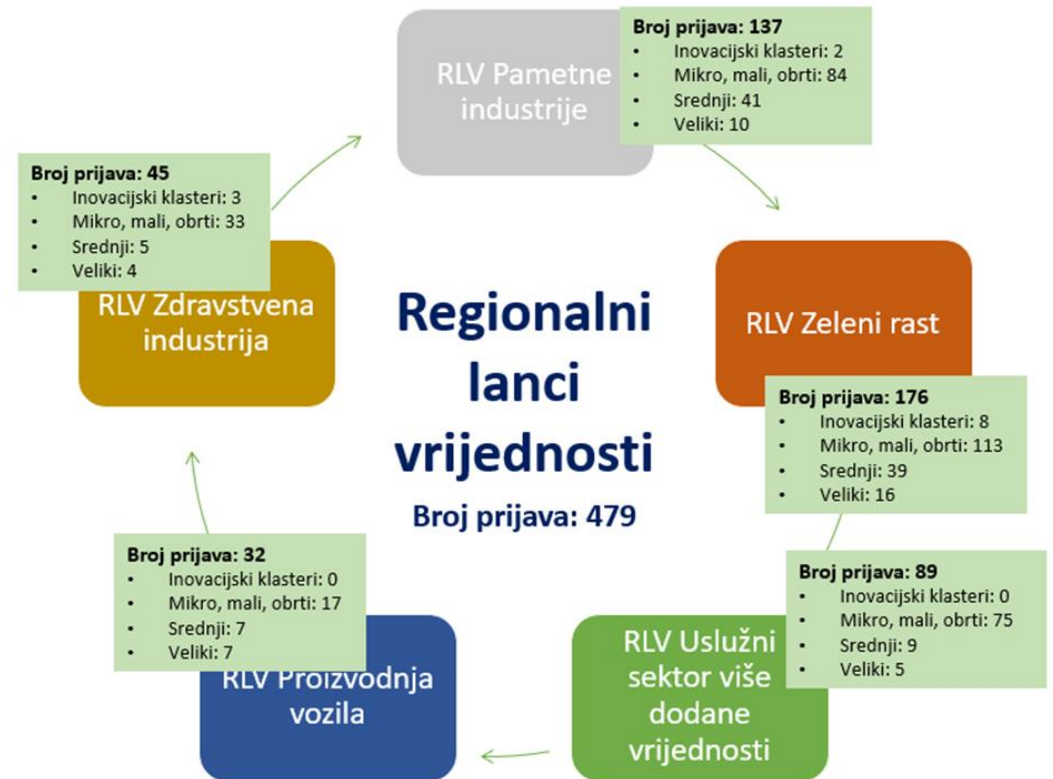 RLV Pametne
industrije
Broj prijava: 137
• Inovacijski klasteri: 2
• Mikro, mali, obrti: 84
• Srednji: 41
• Veliki: 10
Broj prijava: 45
• Inovacijski klasteri: 3
• Mikro, mali, obrti: 33
• Srednji: 5
• Veliki: 4
RLV Zdravstvena
industrija
Regionalni
lanci
vrijednosti
Broj prijava: 479
RLV Zeleni rast
Broj prijava: 176
• Inovacijski klasteri: 8
• Mikro, mali, obrti: 113
• Srednji: 39
• Veliki: 16
Broj prijava: 32
• Inovacijski klasteri: 0
• Mikro, mali, obrti: 17
• Srednji: 7
• Veliki: 7
RLV Proizvodnja
vozila
Broj prijava: 89
• Inovacijski klasteri: 0
• Mikro, mali, obrti: 75
• Srednji: 9
• Veliki: 5
RLV Uslužni
sektor više
dodane
vrijednosti